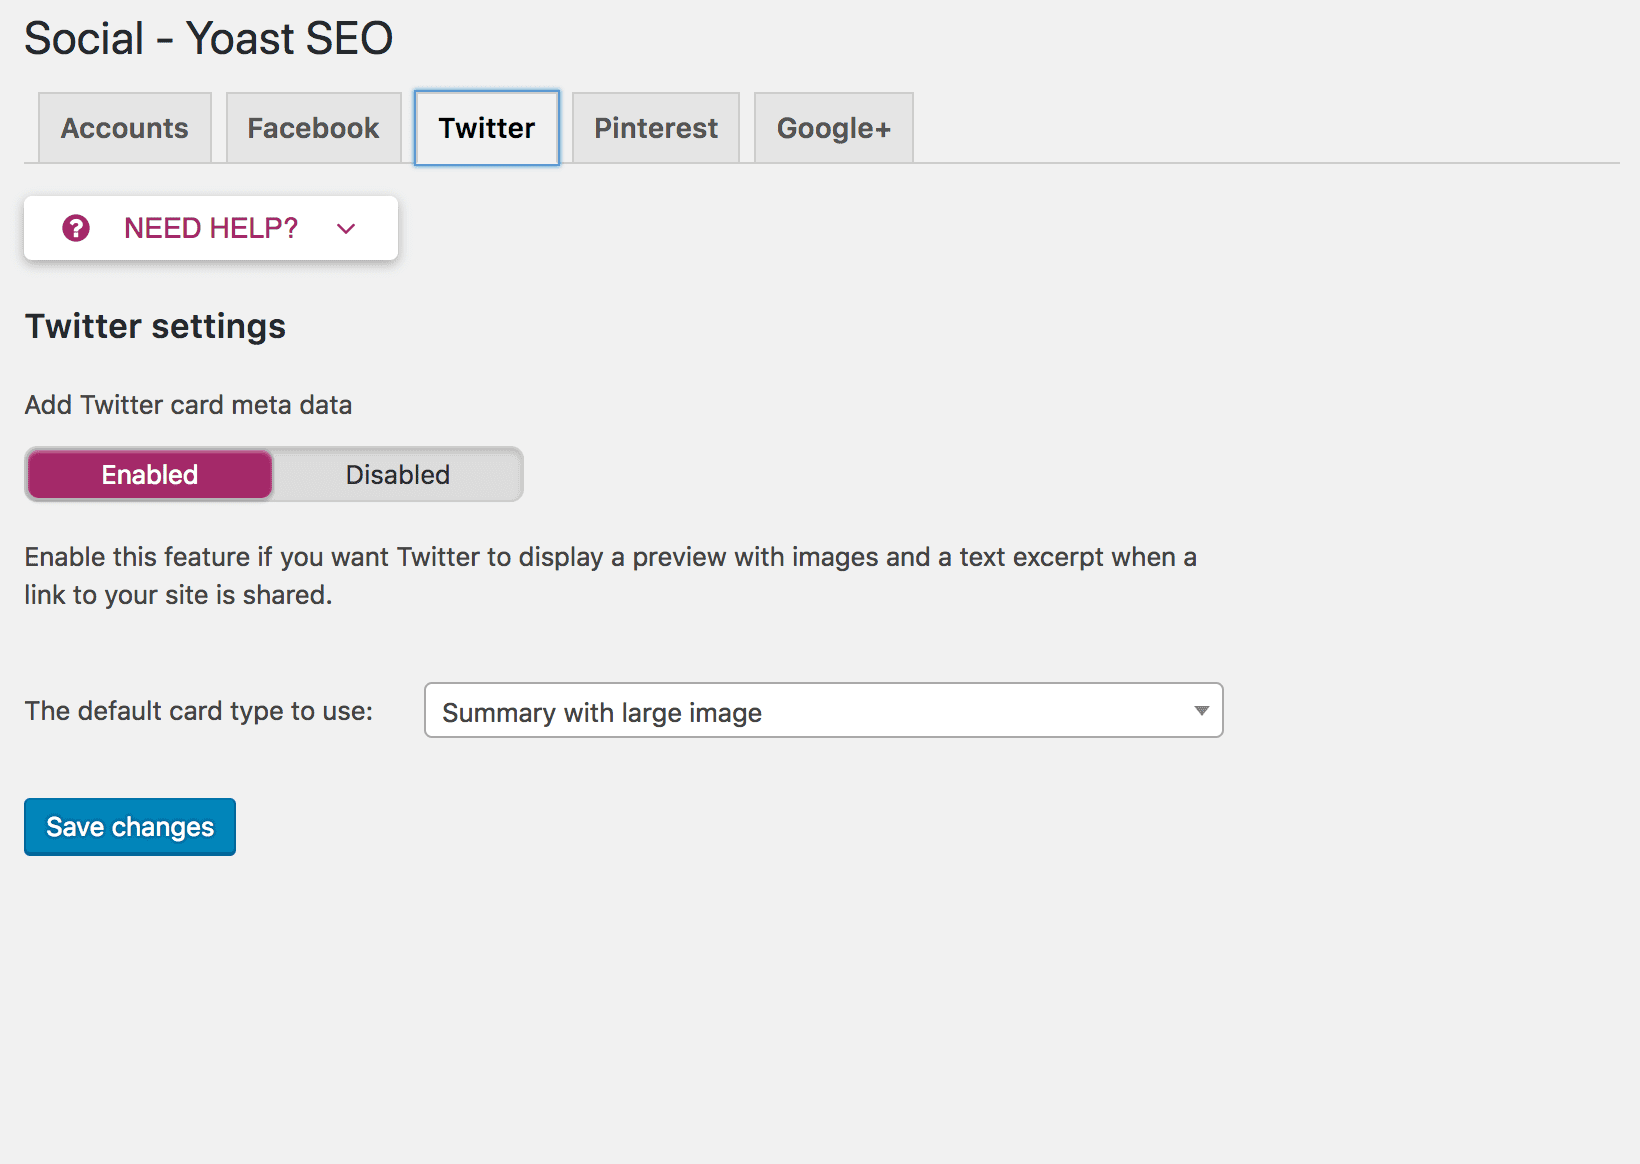 Social - Yoast SEO
Accounts Facebook Twitter Pinterest Google+
? NEED HELP?
Twitter settings
Add Twitter card meta data
Enabled Disabled
Enable this feature if you want Twitter to display a preview with images and a text excerpt when a
link to your site is shared.
The default card type to use: Summary with large image
Save changes